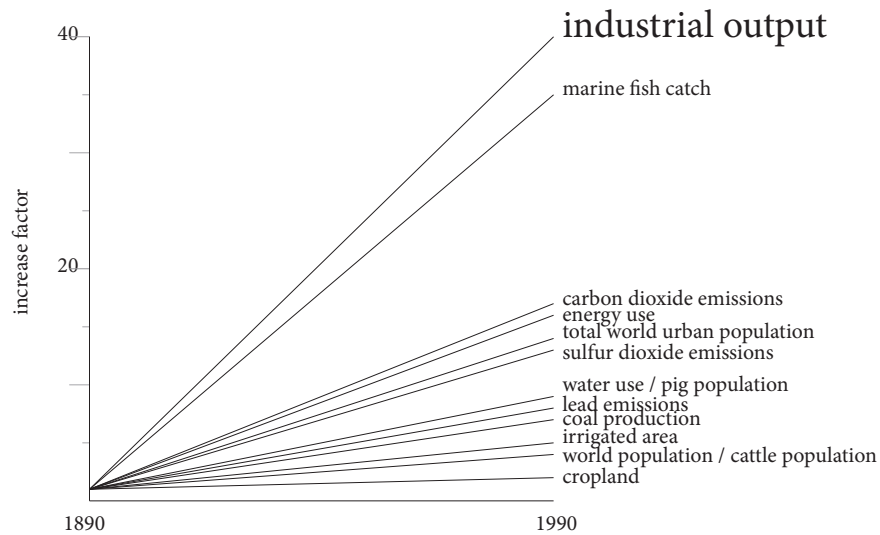 40
industrial output
marine fish catch
increase factor
20
carbon dioxide emissions
energy use
total world urban population
sulfur dioxide emissions
water use / pig population
lead emissions
coal production
irrigated area
world population / cattle population
cropland
1890
1990